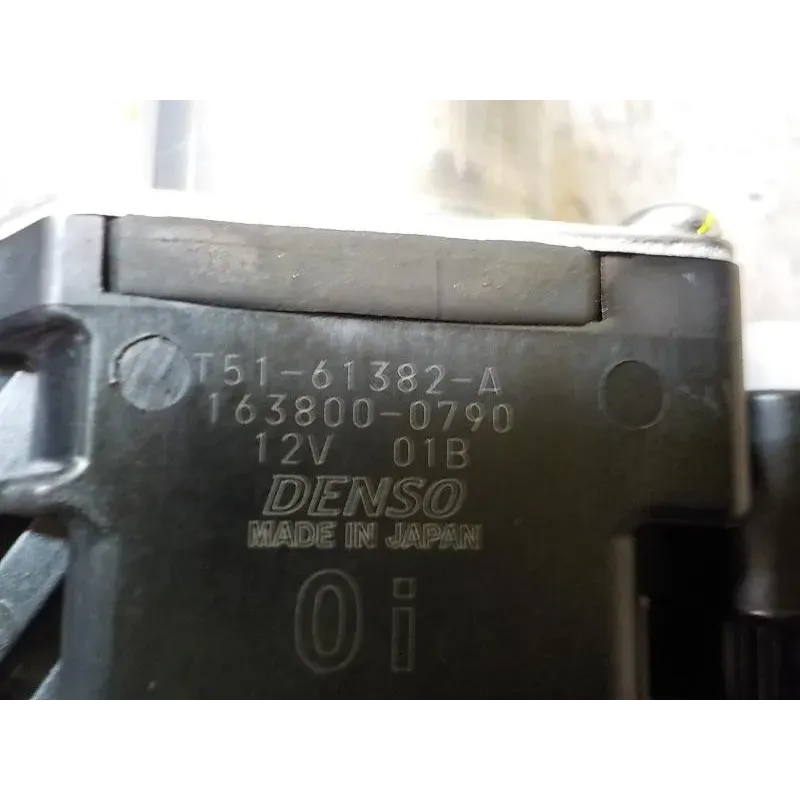 T51-61382-A
163800-0790
12V 01B
DENSO
MADE IN JAPAN
0i